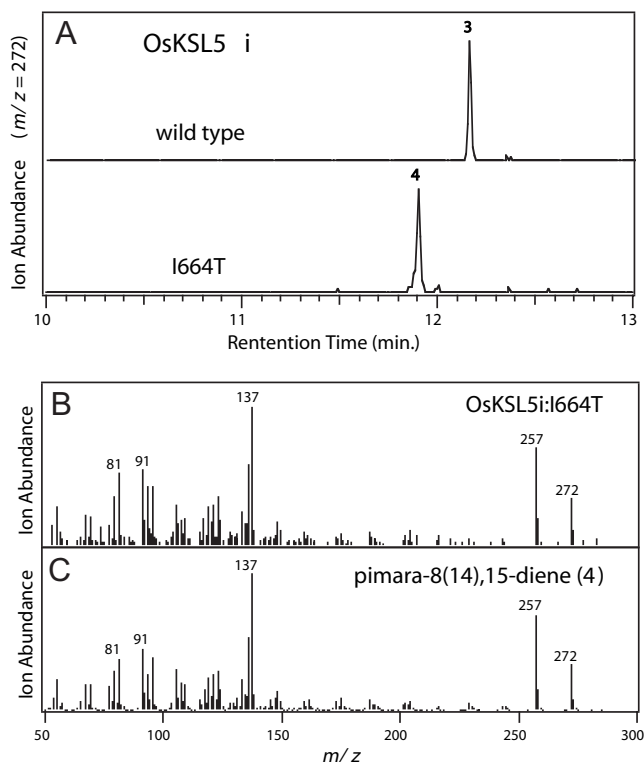 A
OsKSL5 i
3
wild type
4
I664T
Ion Abundance (m/z = 272)
10 11 12 13
Rentention Time (min.)
B
OsKSL5i:I664T
137
81
91
257
272
Ion Abundance
C
pimara-8(14),15-diene (4)
137
81
91
257
272
Ion Abundance
50 100 150 200 250 300
m/z